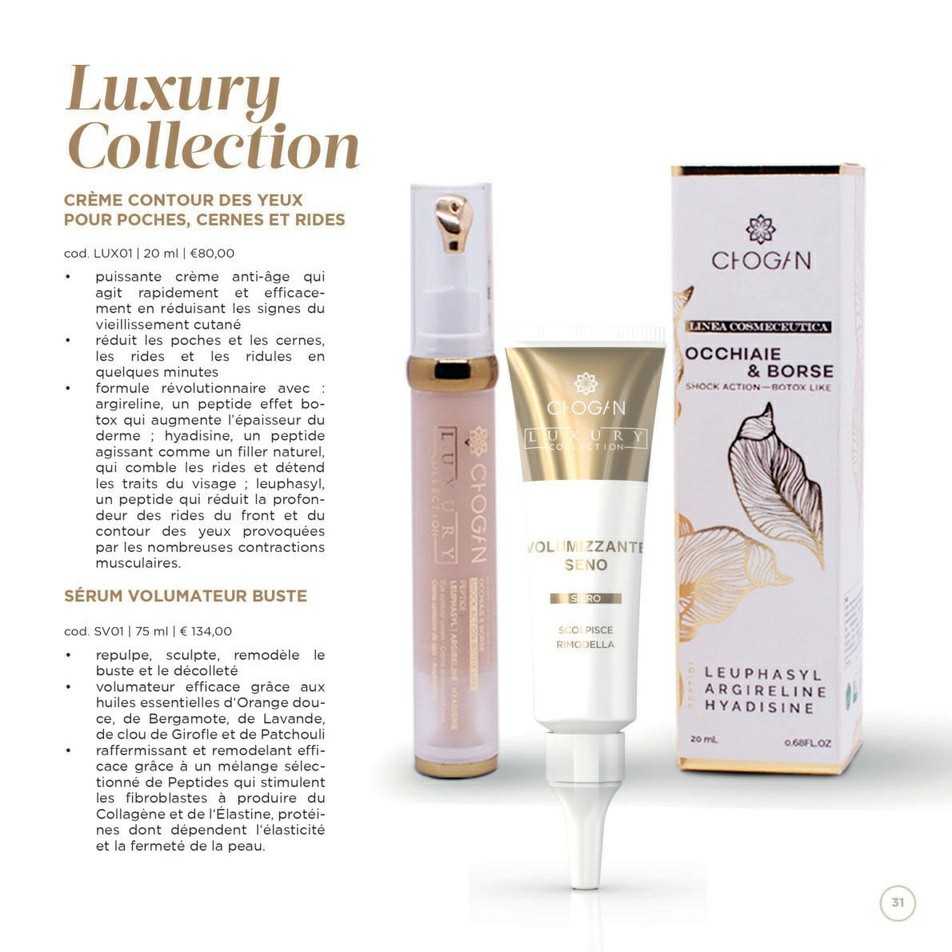 Luxury
Collection
CRÈME CONTOUR DES YEUX
POUR POCHES, CERNES ET RIDES
cod. LUX01 | 20 ml | €80,00
• puissante crème anti-âge qui
agit rapidement et efficace-
ment en réduisant les signes du
vieillissement cutané
• réduit les poches et les cernes,
les rides et les ridules en
quelques minutes
• formule révolutionnaire avec :
argireline, un peptide effet bo-
tox qui augmente l'épaisseur du
derme ; hyadisine, un peptide
agissant comme un filler naturel,
qui comble les rides et détend
les traits du visage ; leuphasyl,
un peptide qui réduit la profon-
deur des rides du front et du
contour des yeux provoquées
par les nombreuses contractions
musculaires.
SÉRUM VOLUMATEUR BUSTE
cod. SV01 | 75 ml | € 134,00
• repulpe, sculpte, remodèle le
buste et le décolleté
• volumateur efficace grâce aux
huiles essentielles d'Orange dou-
ce, de Bergamote, de Lavande,
de clou de Girofle et de Patchouli
• raffermissant et remodelant effi-
cace grâce à un mélange sélec-
tionné de Peptides qui stimulent
les fibroblastes à produire du
Collagène et de l'Élastine, protéi-
nes dont dépendent l'élasticité
et la fermeté de la peau.
CHOGAN
LUXURY
COLLECTION
OCCHIAIE & BORSE
SHOCK ACTION
PEPTIDI
LEUPHASYL | ARGIRELINE | HYADISINE
CHOGAN
LUXURY
COLLECTION
VOLUMIZZANTE
SENO
SIERO
SCOLPISCE
RIMODELLA
CHOGAN
LINEA COSMECEUTICA
OCCHIAIE
& BORSE
SHOCK ACTION—BOTOX LIKE
PEPTIDI
LEUPHASYL
ARGIRELINE
HYADISINE
20 mL
0.68FL.OZ
31